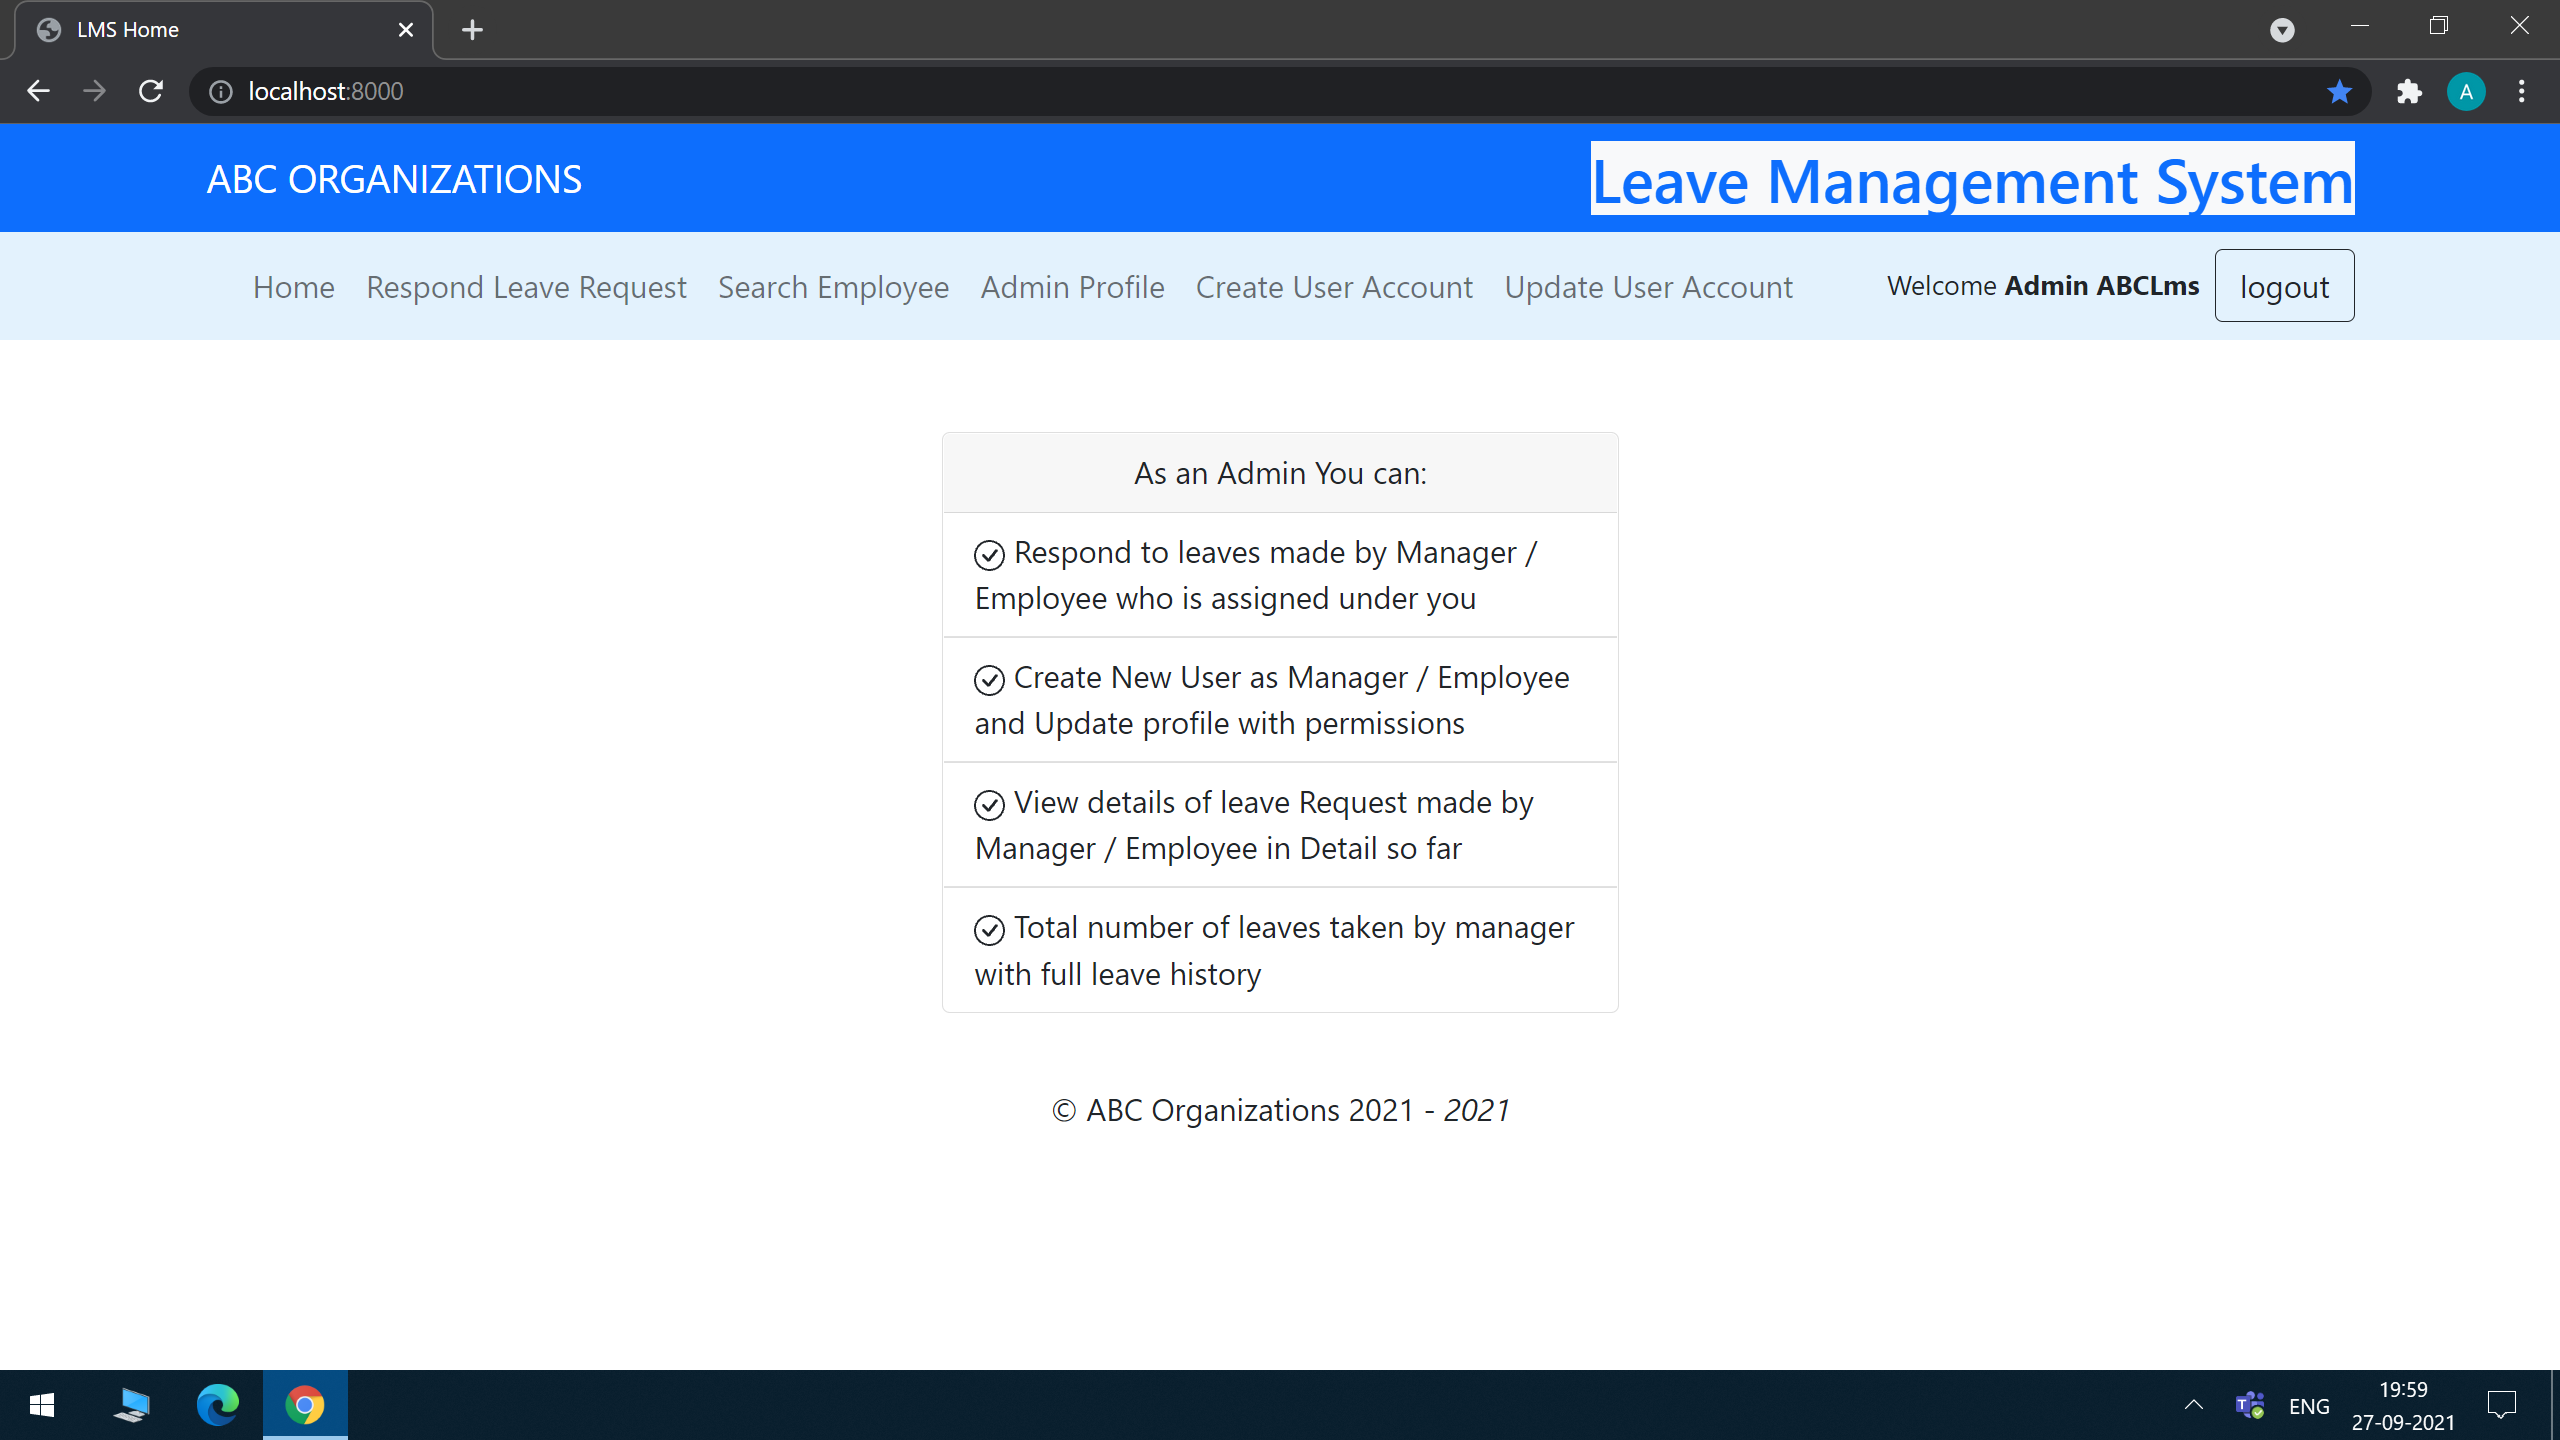 LMS Home
localhost:8000
A
ABC ORGANIZATIONS
Leave Management System
Home Respond Leave Request Search Employee Admin Profile Create User Account Update User Account Welcome Admin ABCLms logout
As an Admin You can:
Respond to leaves made by Manager /
Employee who is assigned under you
Create New User as Manager / Employee
and Update profile with permissions
View details of leave Request made by
Manager / Employee in Detail so far
Total number of leaves taken by manager
with full leave history
© ABC Organizations 2021 - 2021
T
ENG
19:59
27-09-2021